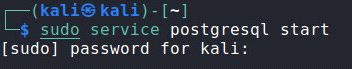 ┌──(kali㉿kali)-[~]
└─$ sudo service postgresql start
[sudo] password for kali: